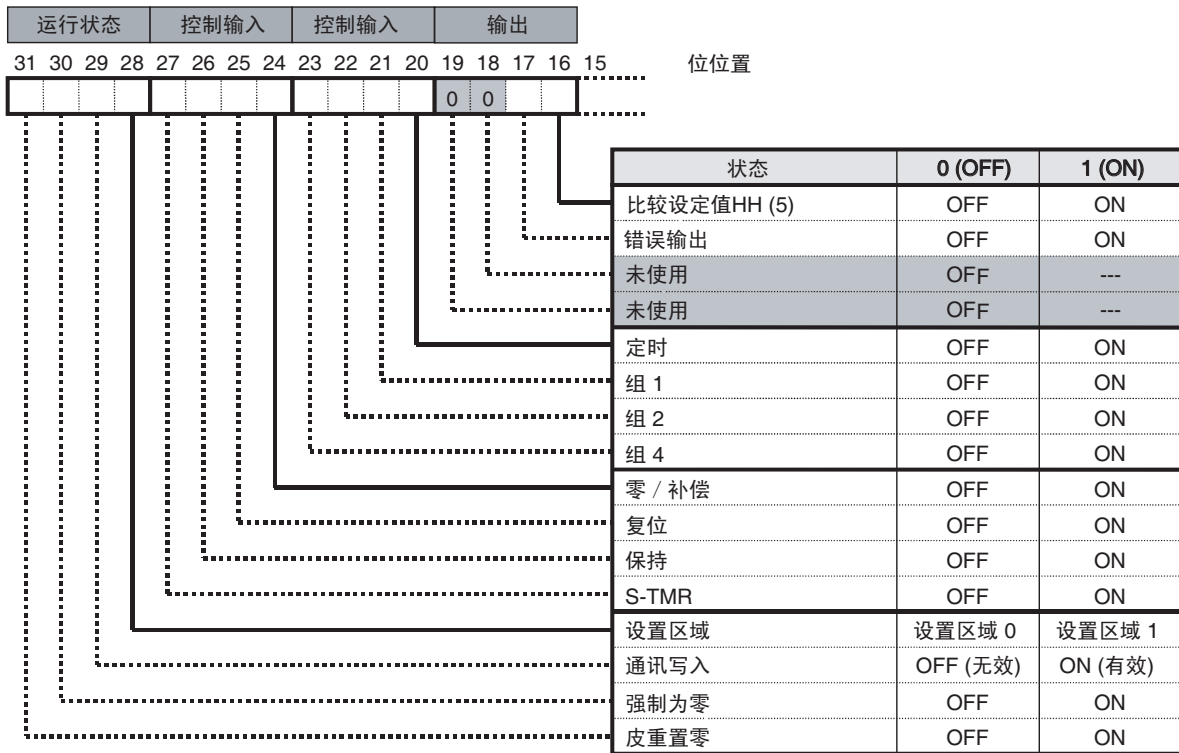 运行状态 控制输入 控制输入 输出
31 30 29 28 27 26 25 24 23 22 21 20 19 18 17 16 15 位位置
0 0
状态 0 (OFF) 1 (ON)
比较设定值HH (5) OFF ON
错误输出 OFF ON
未使用 OFF ---
未使用 OFF ---
定时 OFF ON
组 1 OFF ON
组 2 OFF ON
组 4 OFF ON
零 / 补偿 OFF ON
复位 OFF ON
保持 OFF ON
S-TMR OFF ON
设置区域 设置区域 0 设置区域 1
通讯写入 OFF (无效) ON (有效)
强制为零 OFF ON
皮重置零 OFF ON